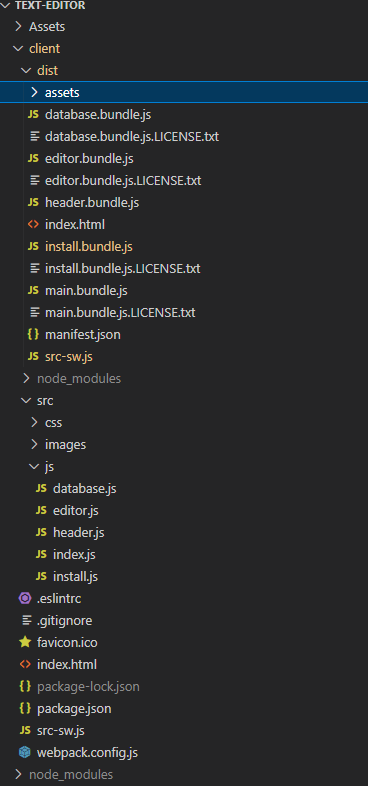 TEXT-EDITOR
Assets
client
dist
assets
JS database.bundle.js
database.bundle.js.LICENSE.txt
JS editor.bundle.js
editor.bundle.js.LICENSE.txt
JS header.bundle.js
<> index.html
JS install.bundle.js
install.bundle.js.LICENSE.txt
JS main.bundle.js
main.bundle.js.LICENSE.txt
{} manifest.json
JS src-sw.js
node_modules
src
css
images
js
JS database.js
JS editor.js
JS header.js
JS index.js
JS install.js
.eslintrc
.gitignore
favicon.ico
<> index.html
{} package-lock.json
{} package.json
JS src-sw.js
webpack.config.js
node_modules